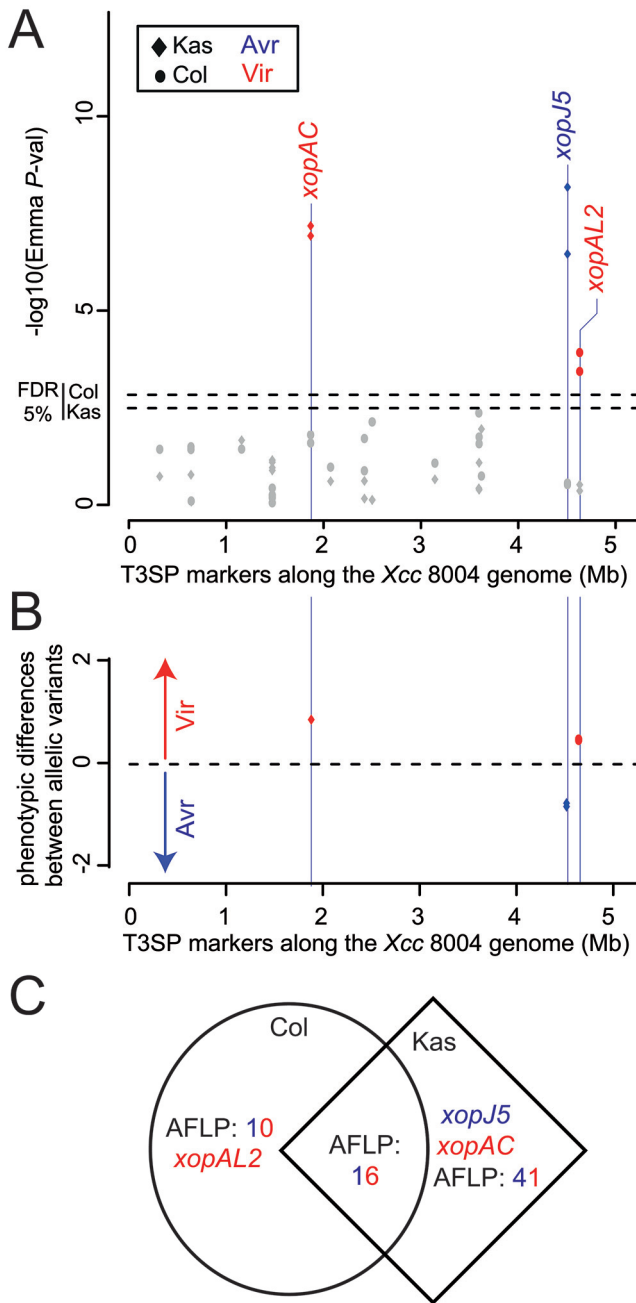 A
Kas Avr
Col Vir
-log10(Emma P-val)
10
5
0
xopAC
xopJ5
xopAL2
FDR Col
5% Kas
0 1 2 3 4 5
T3SP markers along the Xcc 8004 genome (Mb)
B
phenotypic differences
between allelic variants
2
0
-2
Vir
Avr
0 1 2 3 4 5
T3SP markers along the Xcc 8004 genome (Mb)
C
Col
Kas
AFLP: 10
xopAL2
AFLP:
16
xopJ5
xopAC
AFLP: 41